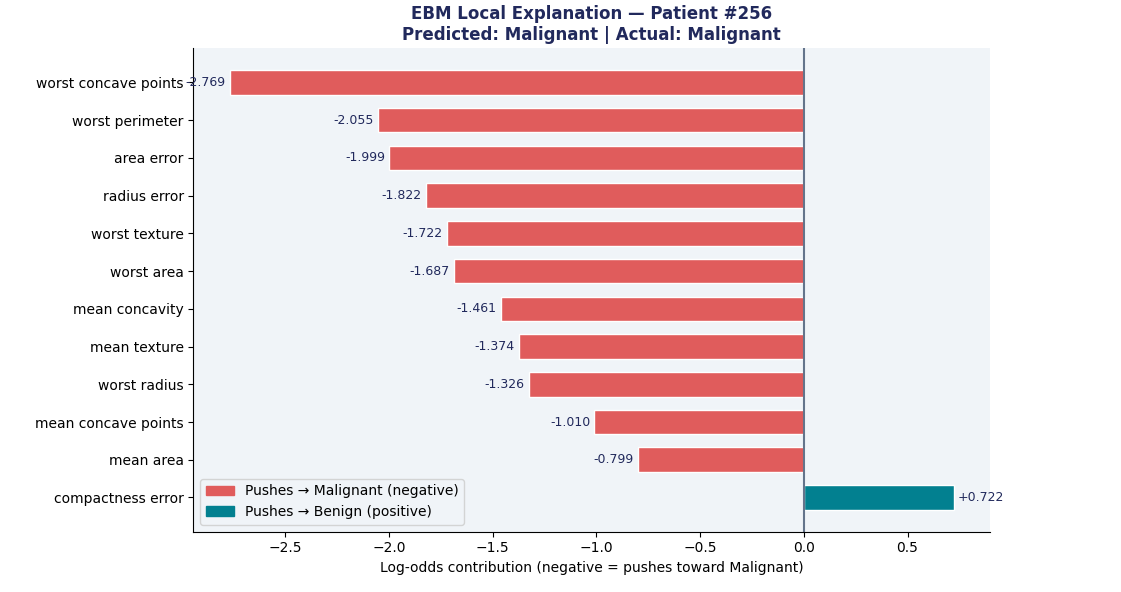 EBM Local Explanation — Patient #256
Predicted: Malignant | Actual: Malignant
worst concave points -2.769
worst perimeter -2.055
area error -1.999
radius error -1.822
worst texture -1.722
worst area -1.687
mean concavity -1.461
mean texture -1.374
worst radius -1.326
mean concave points -1.010
mean area -0.799
compactness error +0.722
Pushes → Malignant (negative)
Pushes → Benign (positive)
−2.5 −2.0 −1.5 −1.0 −0.5 0.0 0.5
Log-odds contribution (negative = pushes toward Malignant)